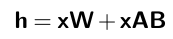 h = xW + xAB